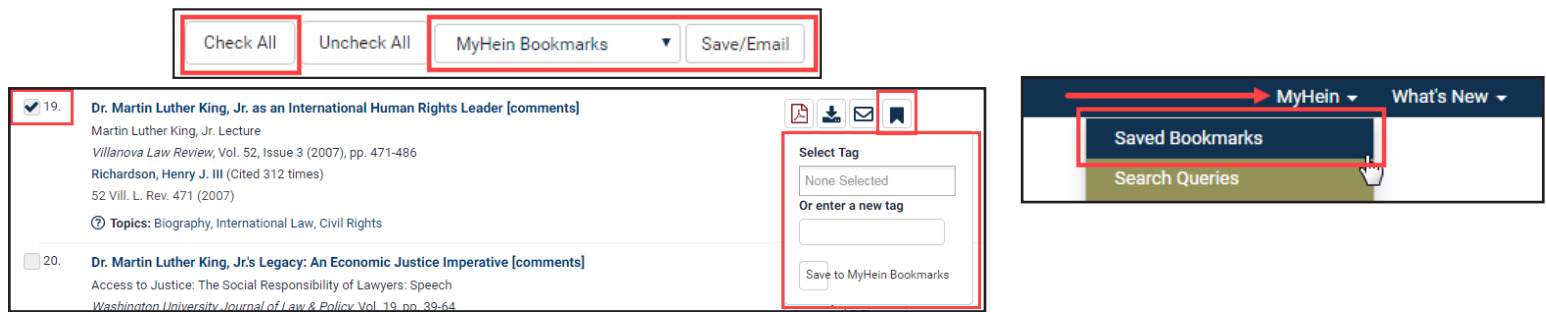 Check All
Uncheck All
MyHein Bookmarks
Save/Email
19.
Dr. Martin Luther King, Jr. as an International Human Rights Leader [comments]
Martin Luther King, Jr. Lecture
Villanova Law Review, Vol. 52, Issue 3 (2007), pp. 471-486
Richardson, Henry J. III (Cited 312 times)
52 Vill. L. Rev. 471 (2007)
Topics: Biography, International Law, Civil Rights
Select Tag
None Selected
Or enter a new tag
Save to MyHein Bookmarks
20.
Dr. Martin Luther King, Jr.'s Legacy: An Economic Justice Imperative [comments]
Access to Justice: The Social Responsibility of Lawyers: Speech
Washington University Journal of Law & Policy, Vol. 19, pp. 39-64
MyHein
What's New
Saved Bookmarks
Search Queries